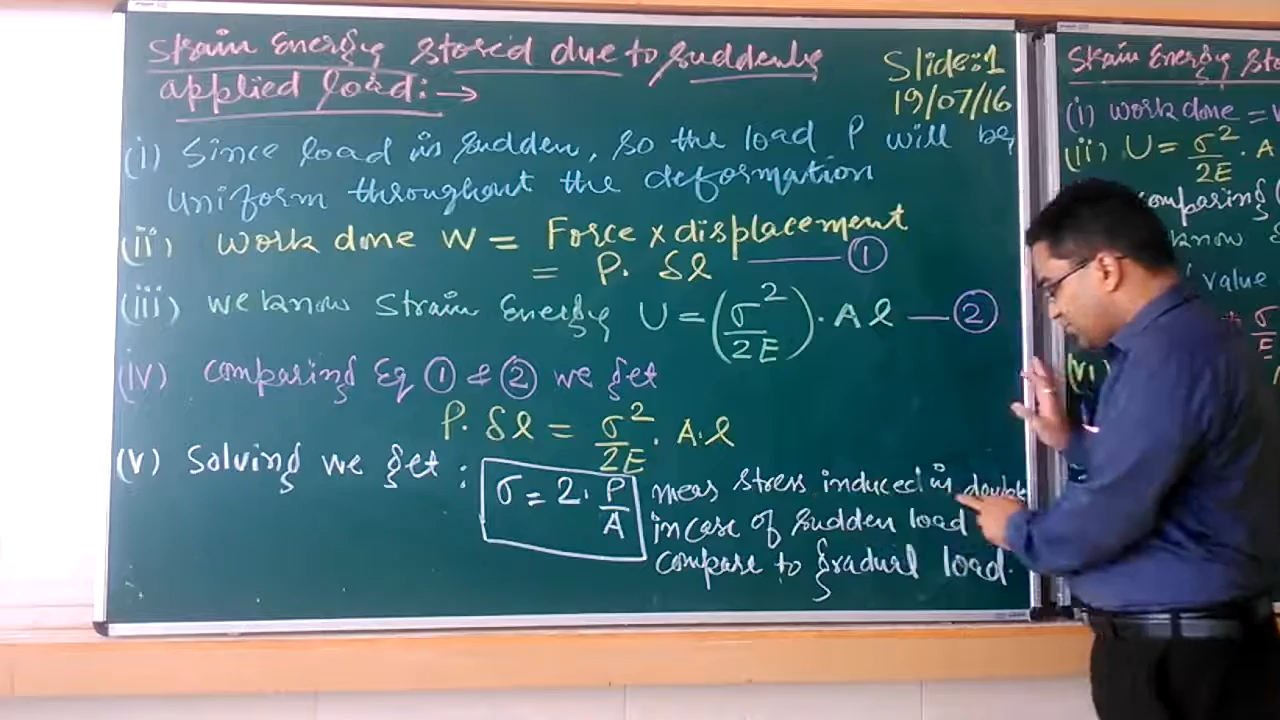 Strain Energy stored due to suddenly
applied load:→
Slide:1
19/07/16
(i) Since load is sudden, so the load P will be
uniform throughout the deformation
(ii) work done W = Force × displacement
= P. δl —— ①
(iii) we know strain Energy U = (σ²/2E). A l — ②
(iv) comparing Eq ① & ② we get
P. δl = σ²/2E . A.l
(v) Solving we get : σ = 2. P/A
meas stress induced is double
in case of sudden load
compare to gradual load.
Strain Energy Sto
(i) work done =
(ii) U = σ²/2E . A
comparing
know
value
σ/E
(vi)